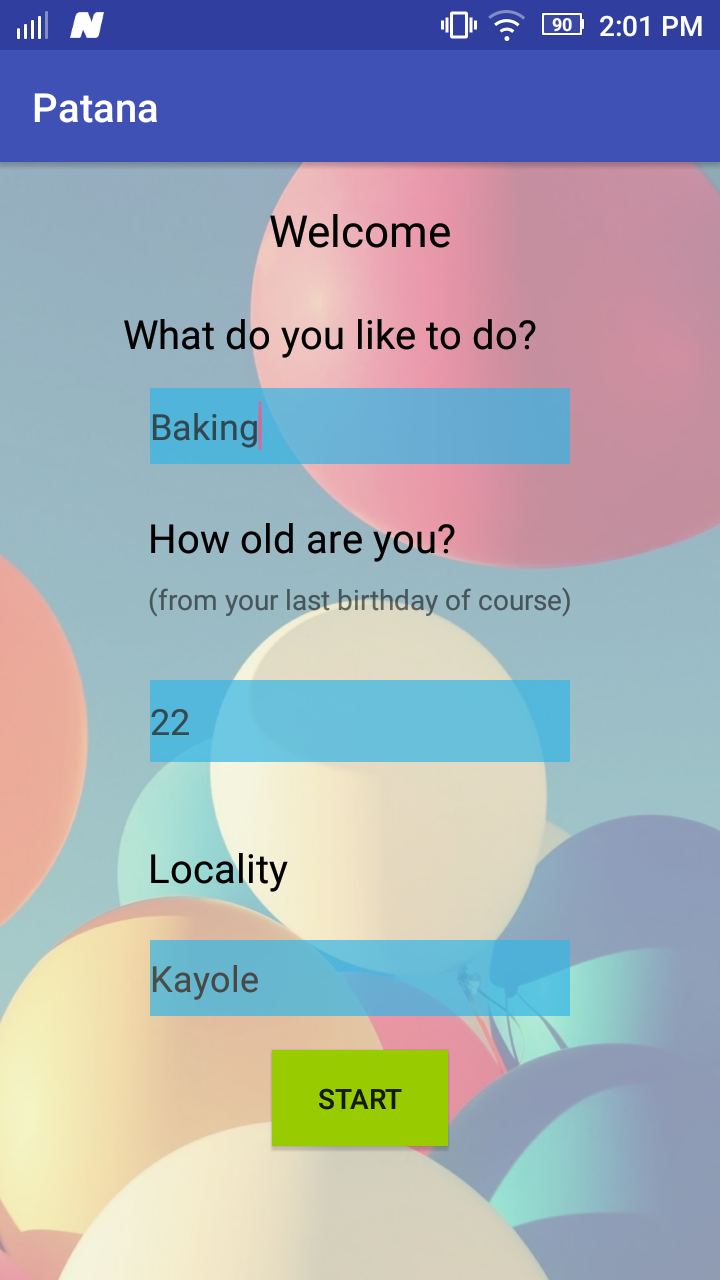 90 2:01 PM
Patana
Welcome
What do you like to do?
Baking
How old are you?
(from your last birthday of course)
22
Locality
Kayole
START